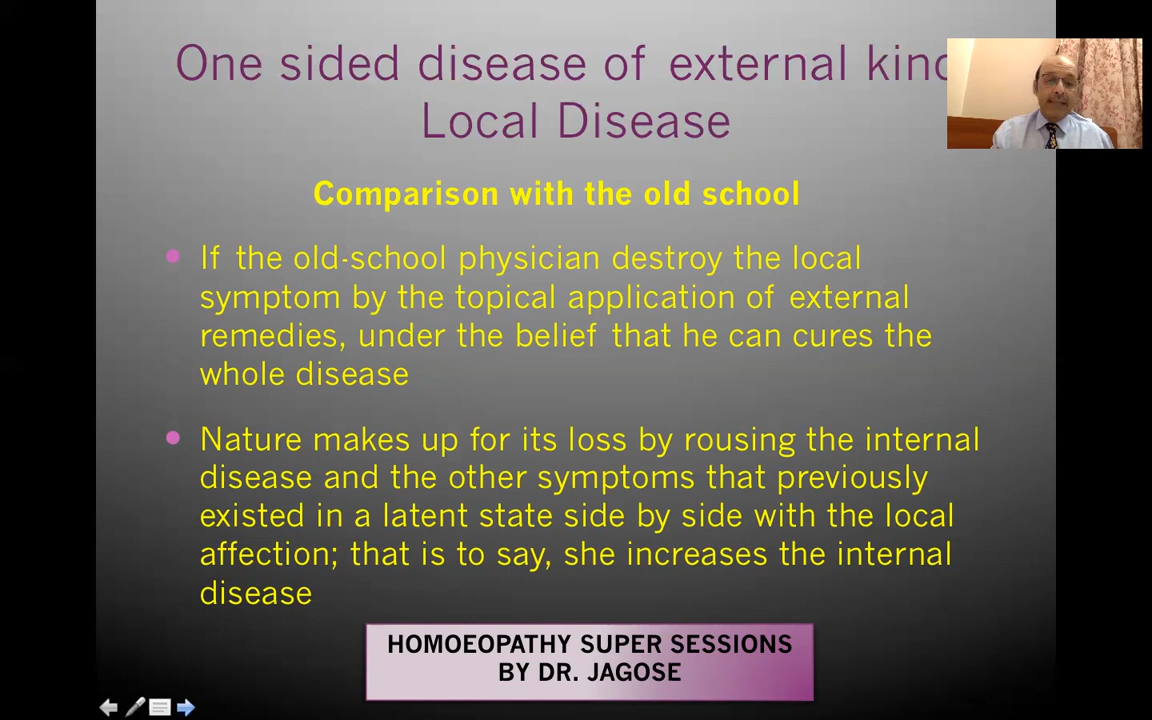 One sided disease of external kind
Local Disease
Comparison with the old school
If the old-school physician destroy the local
symptom by the topical application of external
remedies, under the belief that he can cures the
whole disease
Nature makes up for its loss by rousing the internal
disease and the other symptoms that previously
existed in a latent state side by side with the local
affection; that is to say, she increases the internal
disease
HOMOEOPATHY SUPER SESSIONS
BY DR. JAGOSE